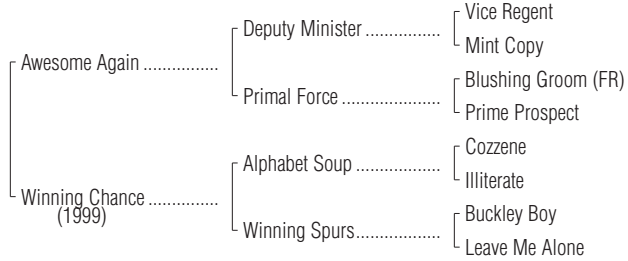 Vice Regent
Deputy Minister ..................
Mint Copy
Awesome Again ...............
Blushing Groom (FR)
Primal Force ....................
Prime Prospect
Cozzene
Alphabet Soup .................
Illiterate
Winning Chance ..............
(1999)
Buckley Boy
Winning Spurs.................
Leave Me Alone